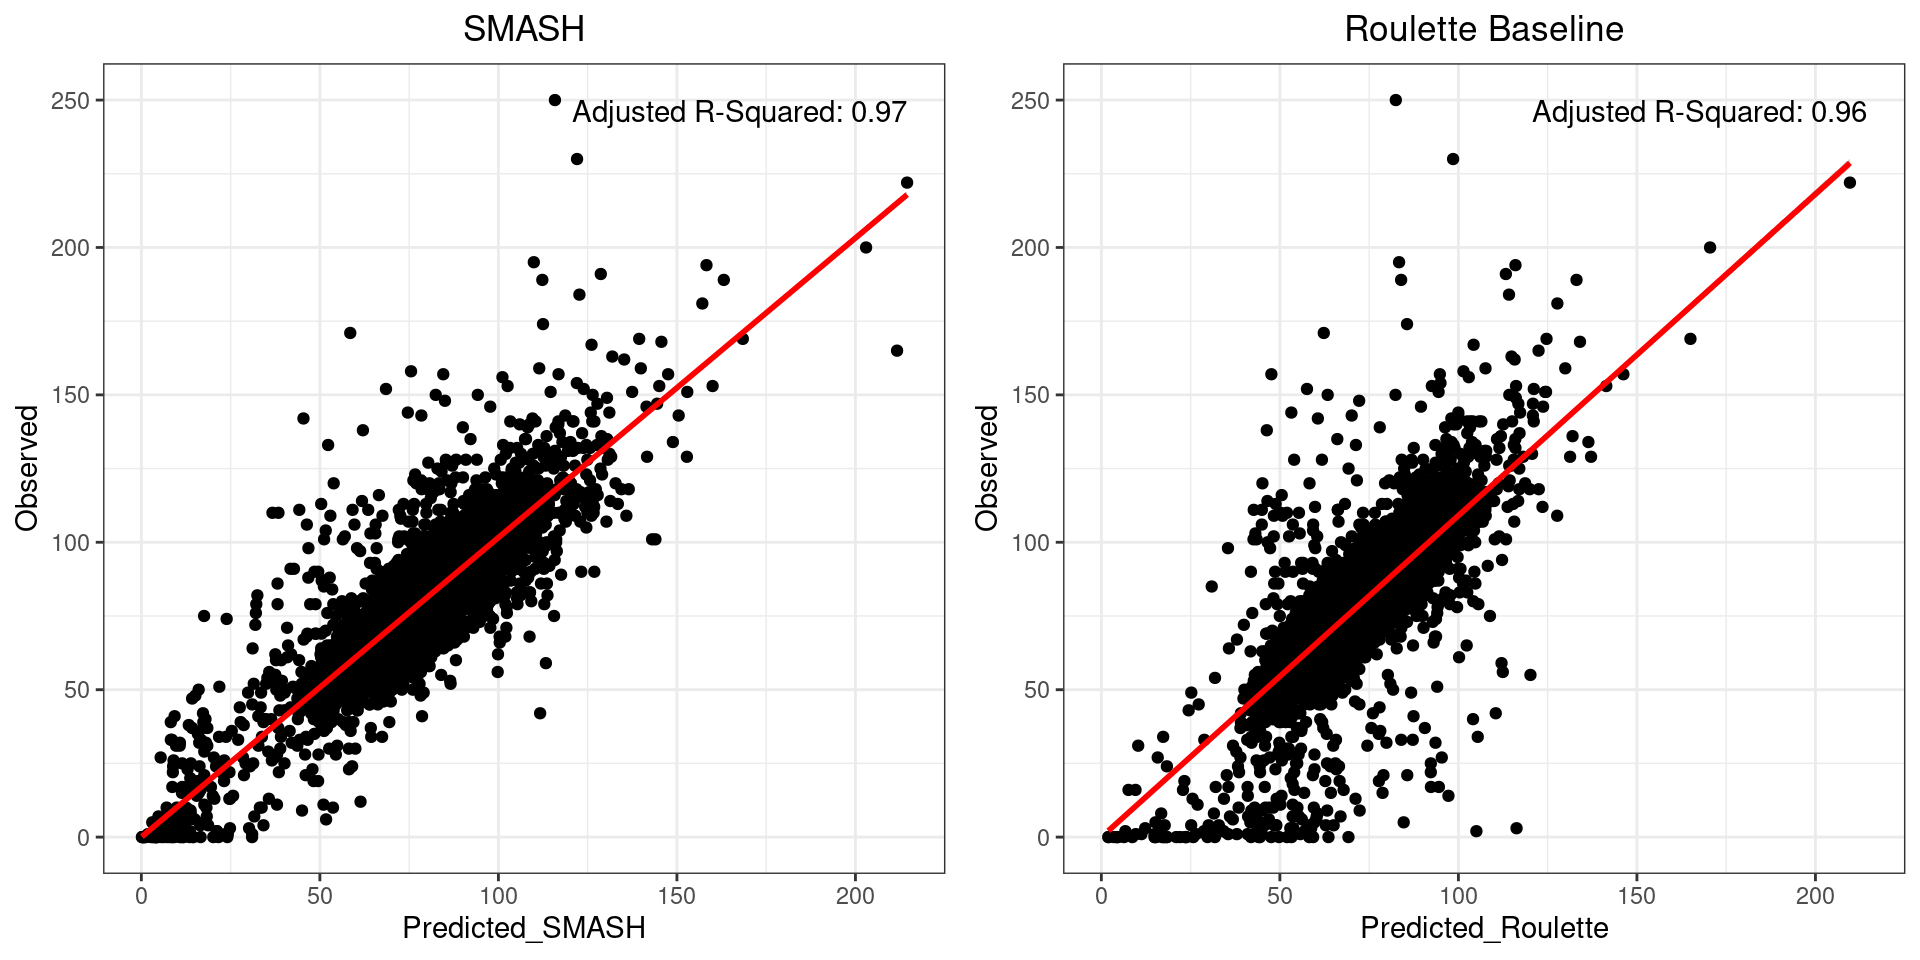 SMASH
Adjusted R-Squared: 0.97
Observed
250
200
150
100
50
0
0 50 100 150 200
Predicted_SMASH
Roulette Baseline
Adjusted R-Squared: 0.96
Observed
250
200
150
100
50
0
0 50 100 150 200
Predicted_Roulette